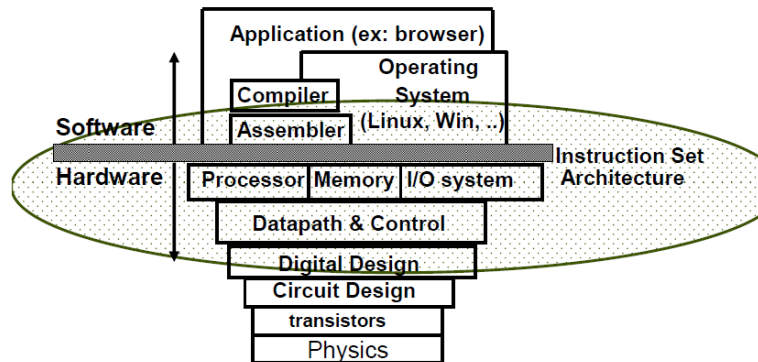 Application (ex: browser)
Operating
System
(Linux, Win, ..)
Compiler
Assembler
Software
Instruction Set
Architecture
Hardware
Processor
Memory
I/O system
Datapath & Control
Digital Design
Circuit Design
transistors
Physics